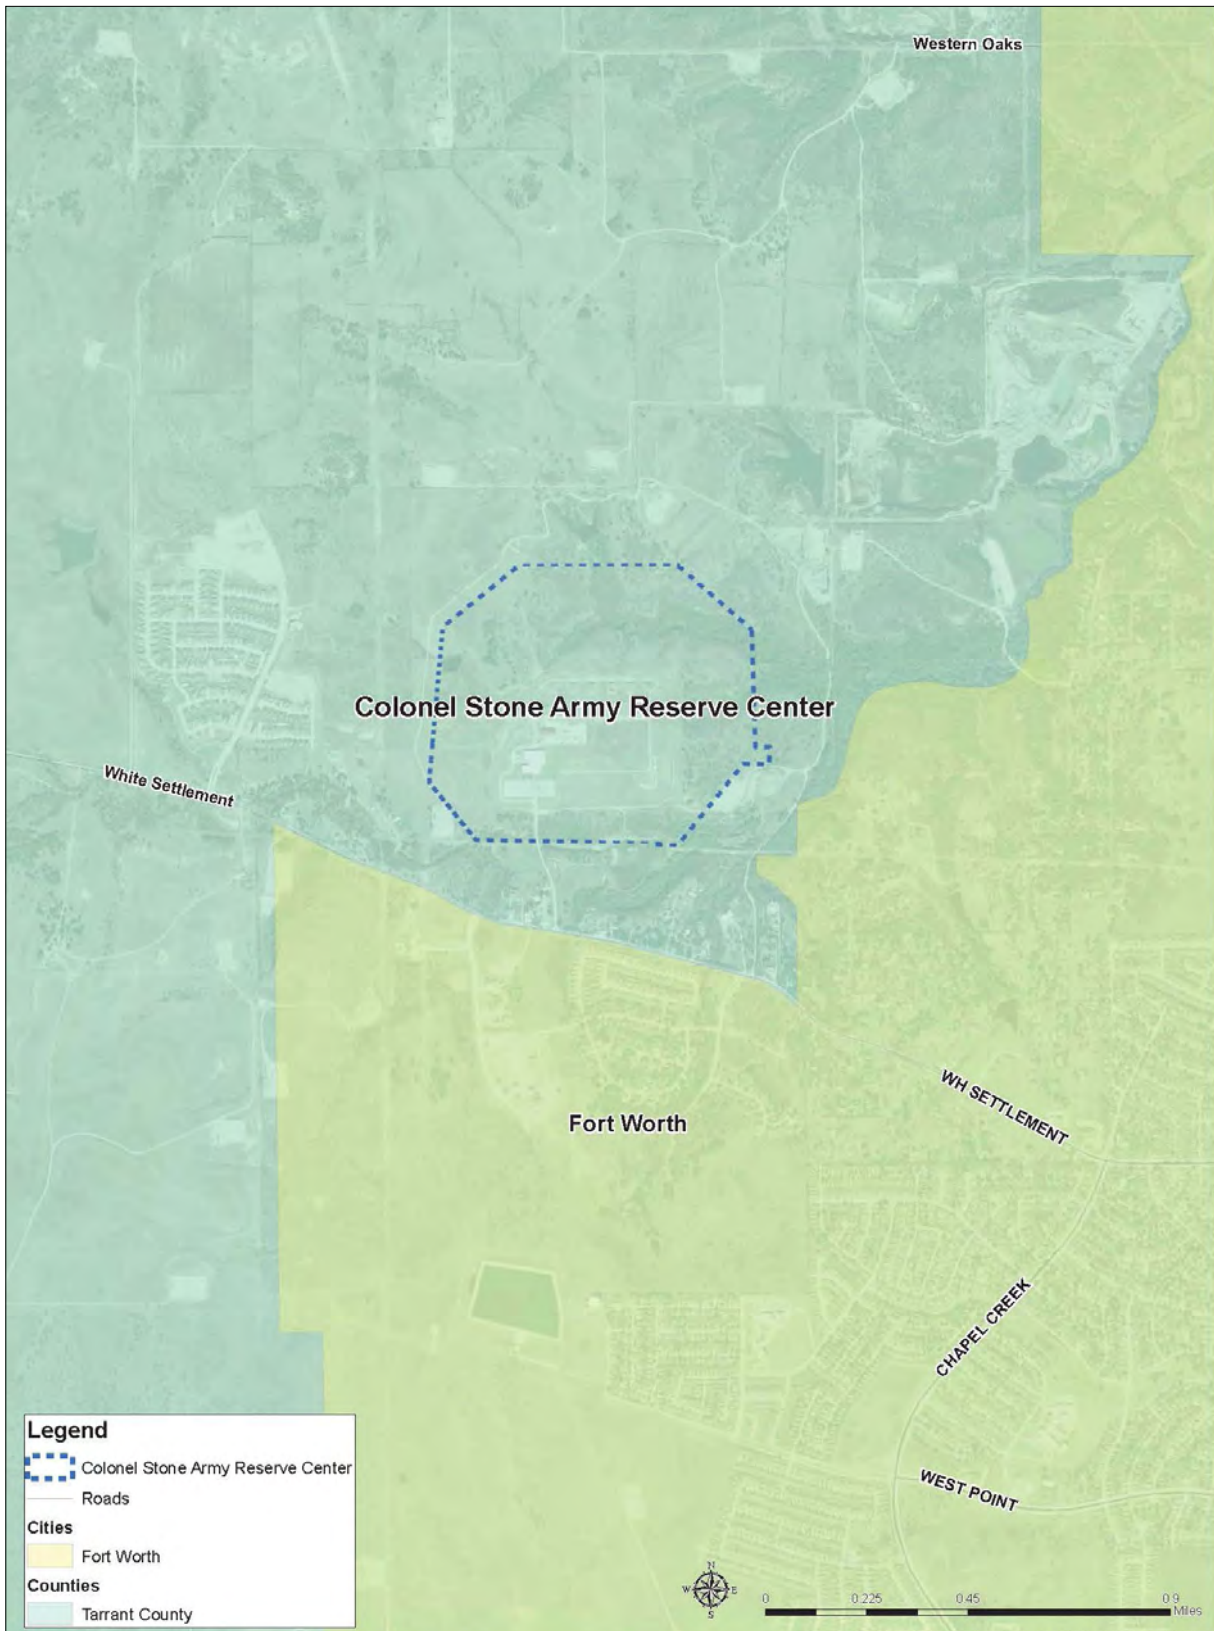 Western Oaks
Colonel Stone Army Reserve Center
White Settlement
WH SETTLEMENT
Fort Worth
CHAPEL CREEK
WEST POINT
Legend
Colonel Stone Army Reserve Center
Roads
Cities
Fort Worth
Counties
Tarrant County
N
W E
S
0 0.225 0.45 0.9
Miles